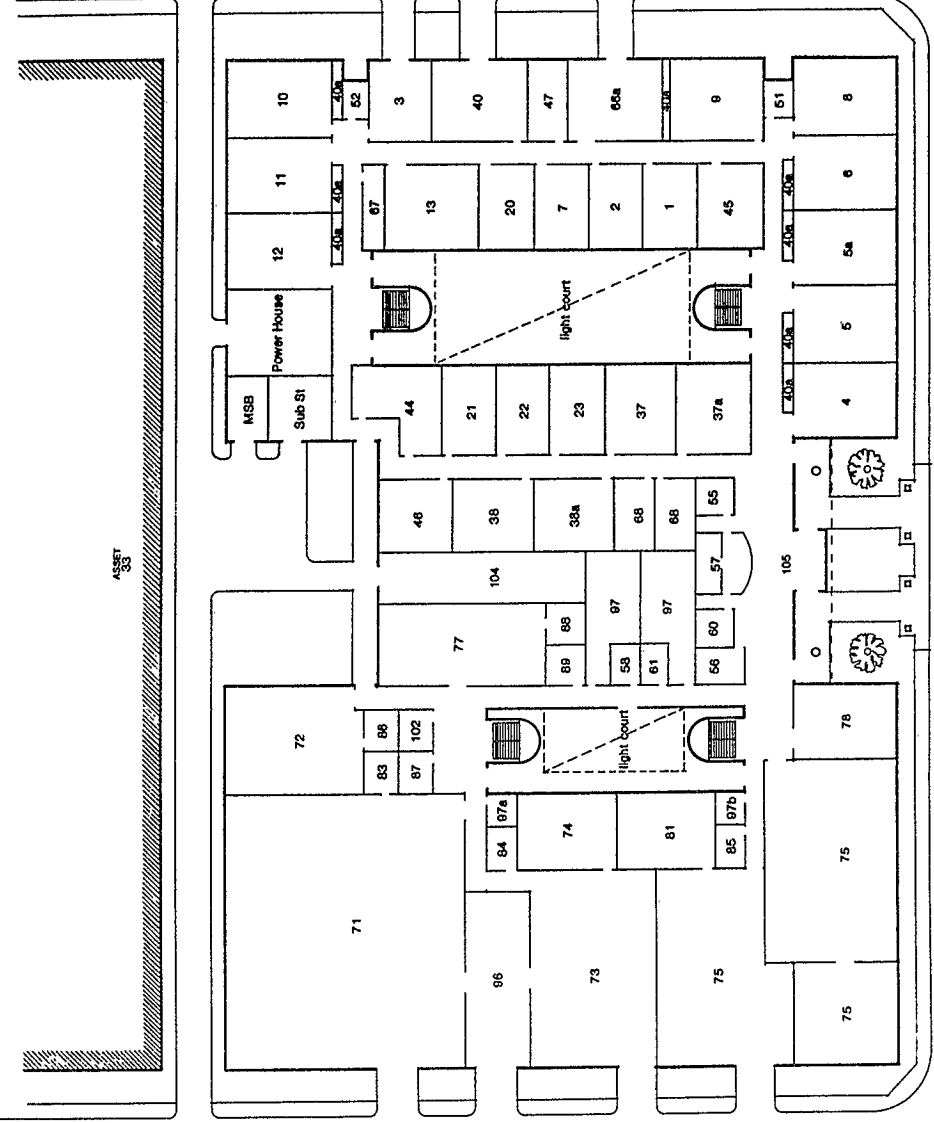 10
40a
52
3
40
47
66a
40a
9
51
8
11
40a
67
13
20
7
2
1
45
40a
6
12
40a
40a
5a
Power House
light court
40a
5
MSB
Sub St
44
21
22
23
37
37a
40a
4
46
38
38a
68
68
55
ASSET
33
104
57
105
77
88
89
97
97
58
61
60
56
72
86
102
83
87
light court
78
97a
84
74
81
97b
85
75
71
96
73
75
75